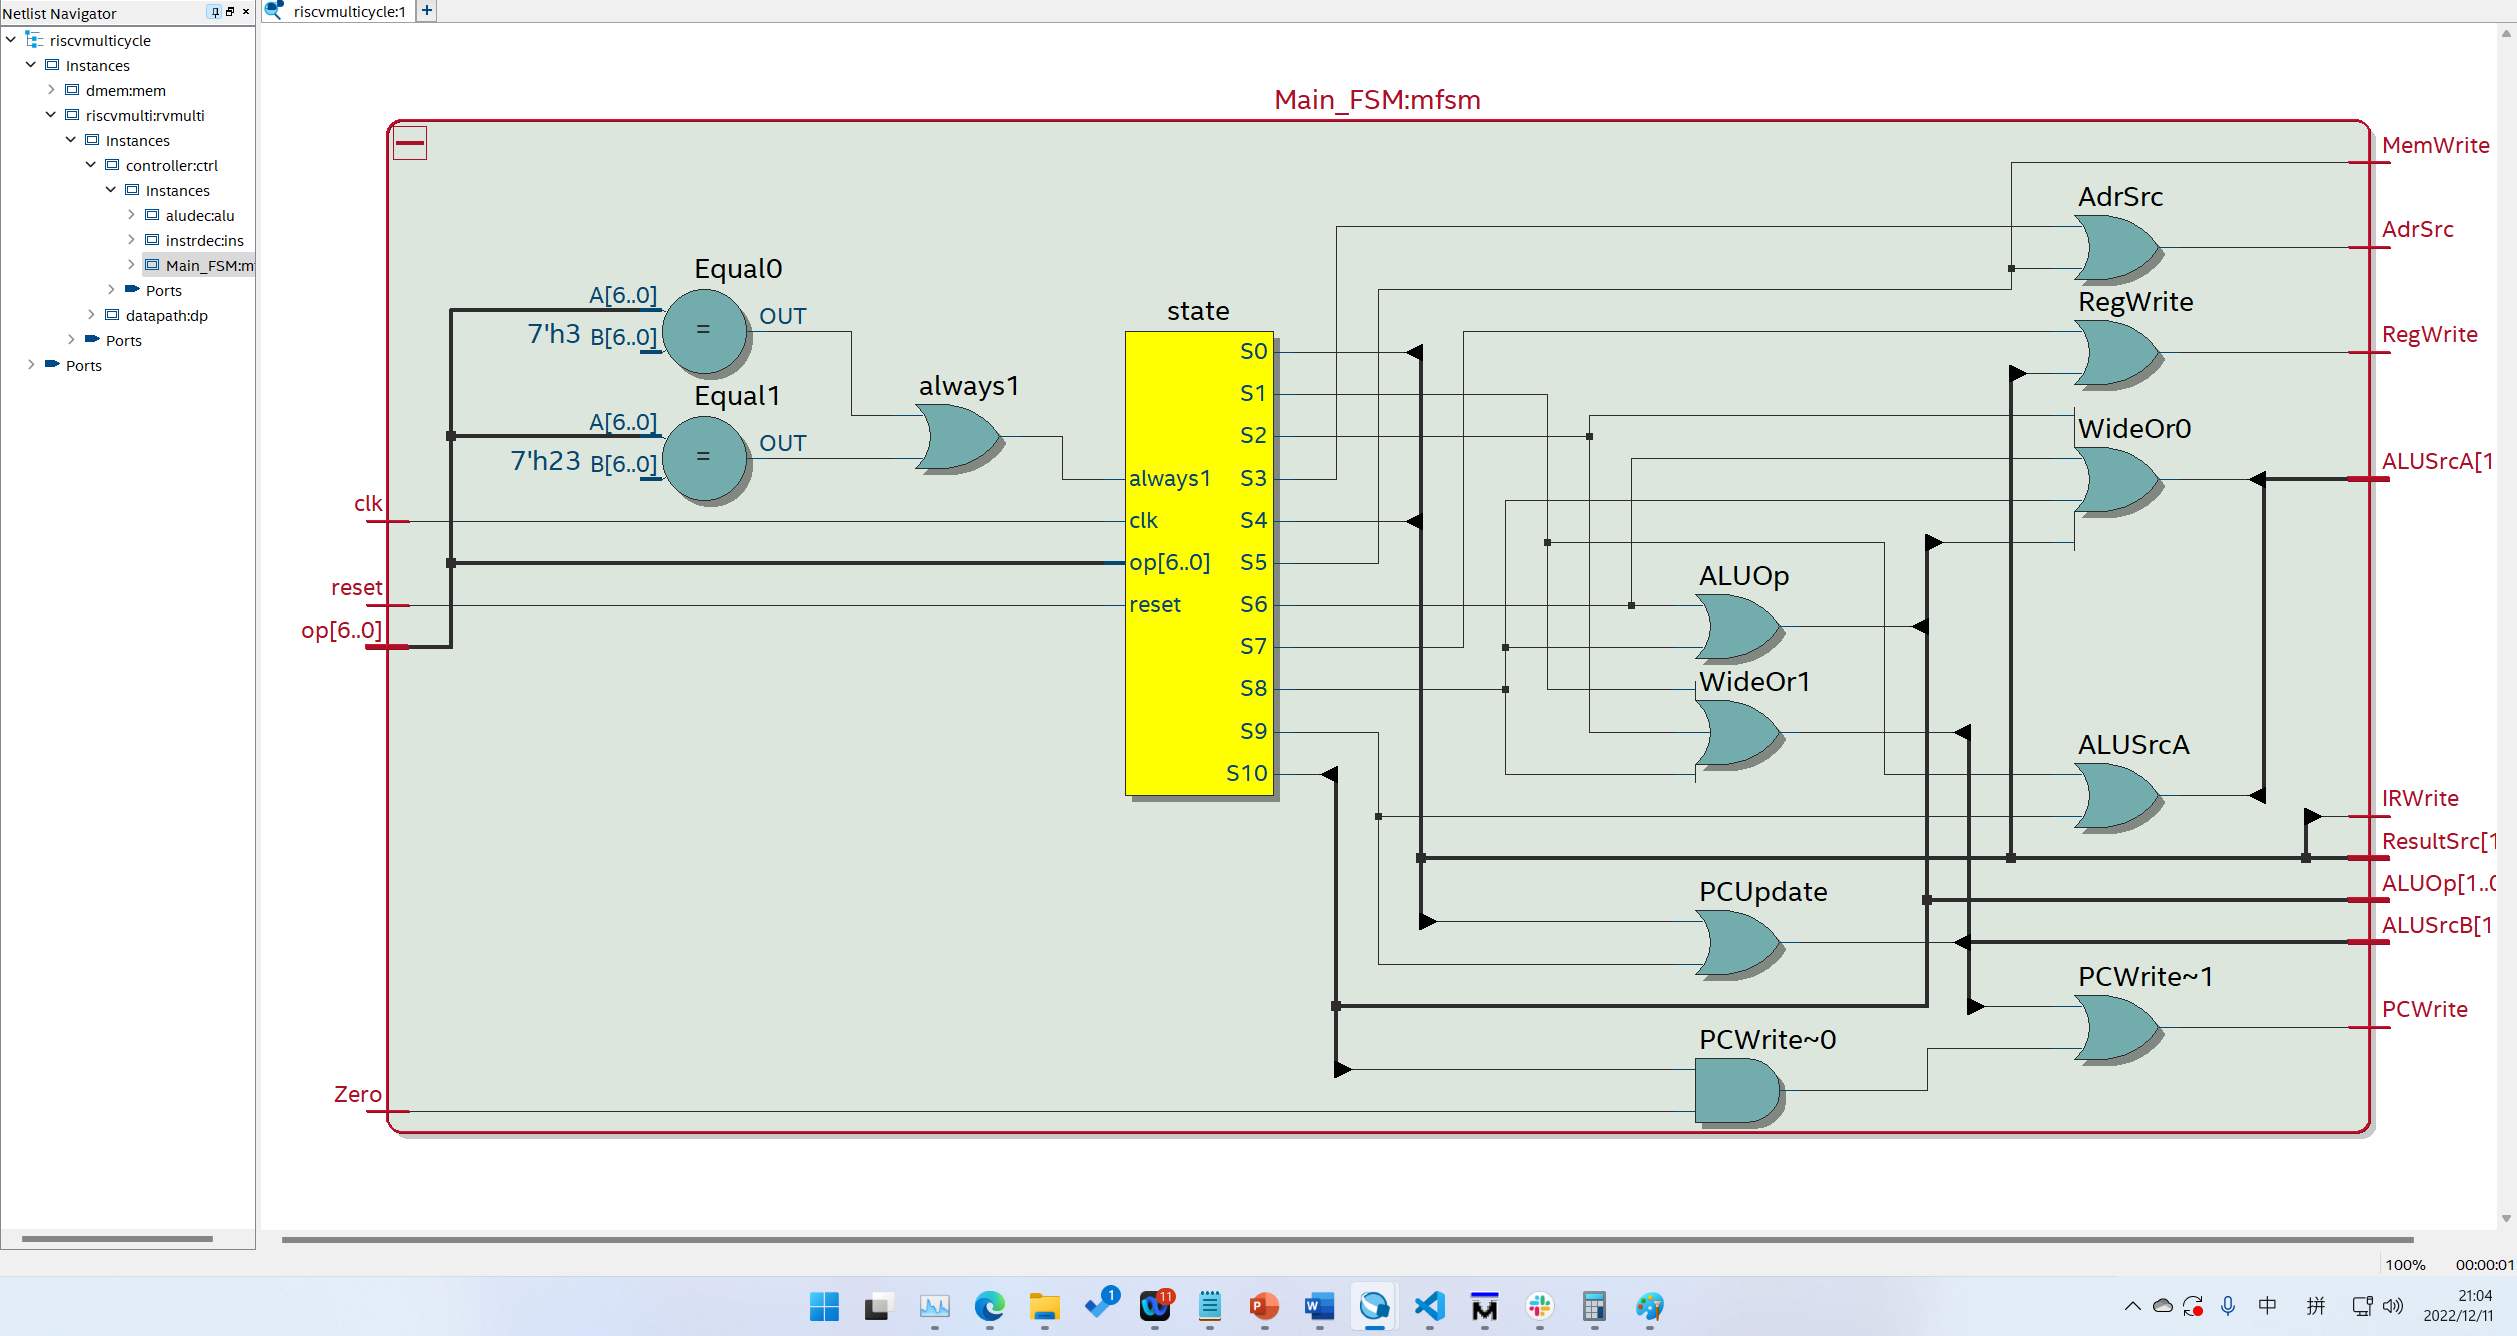 Netlist Navigator
riscvmulticycle
Instances
dmem:mem
riscvmulti:rvmulti
Instances
controller:ctrl
Instances
aludec:alu
instrdec:ins
Main_FSM:m
Ports
datapath:dp
Ports
Ports
riscvmulticycle:1
Main_FSM:mfsm
Equal0
A[6..0]
7'h3 B[6..0]
=
OUT
Equal1
A[6..0]
7'h23 B[6..0]
=
OUT
always1
clk
reset
op[6..0]
Zero
state
always1
clk
op[6..0]
reset
S0
S1
S2
S3
S4
S5
S6
S7
S8
S9
S10
ALUOp
WideOr1
PCUpdate
PCWrite~0
AdrSrc
RegWrite
WideOr0
ALUSrcA
PCWrite~1
MemWrite
AdrSrc
RegWrite
ALUSrcA[1
IRWrite
ResultSrc[1
ALUOp[1..0
ALUSrcB[1
PCWrite
100% 00:00:01
1
11
中
拼
21:04
2022/12/11